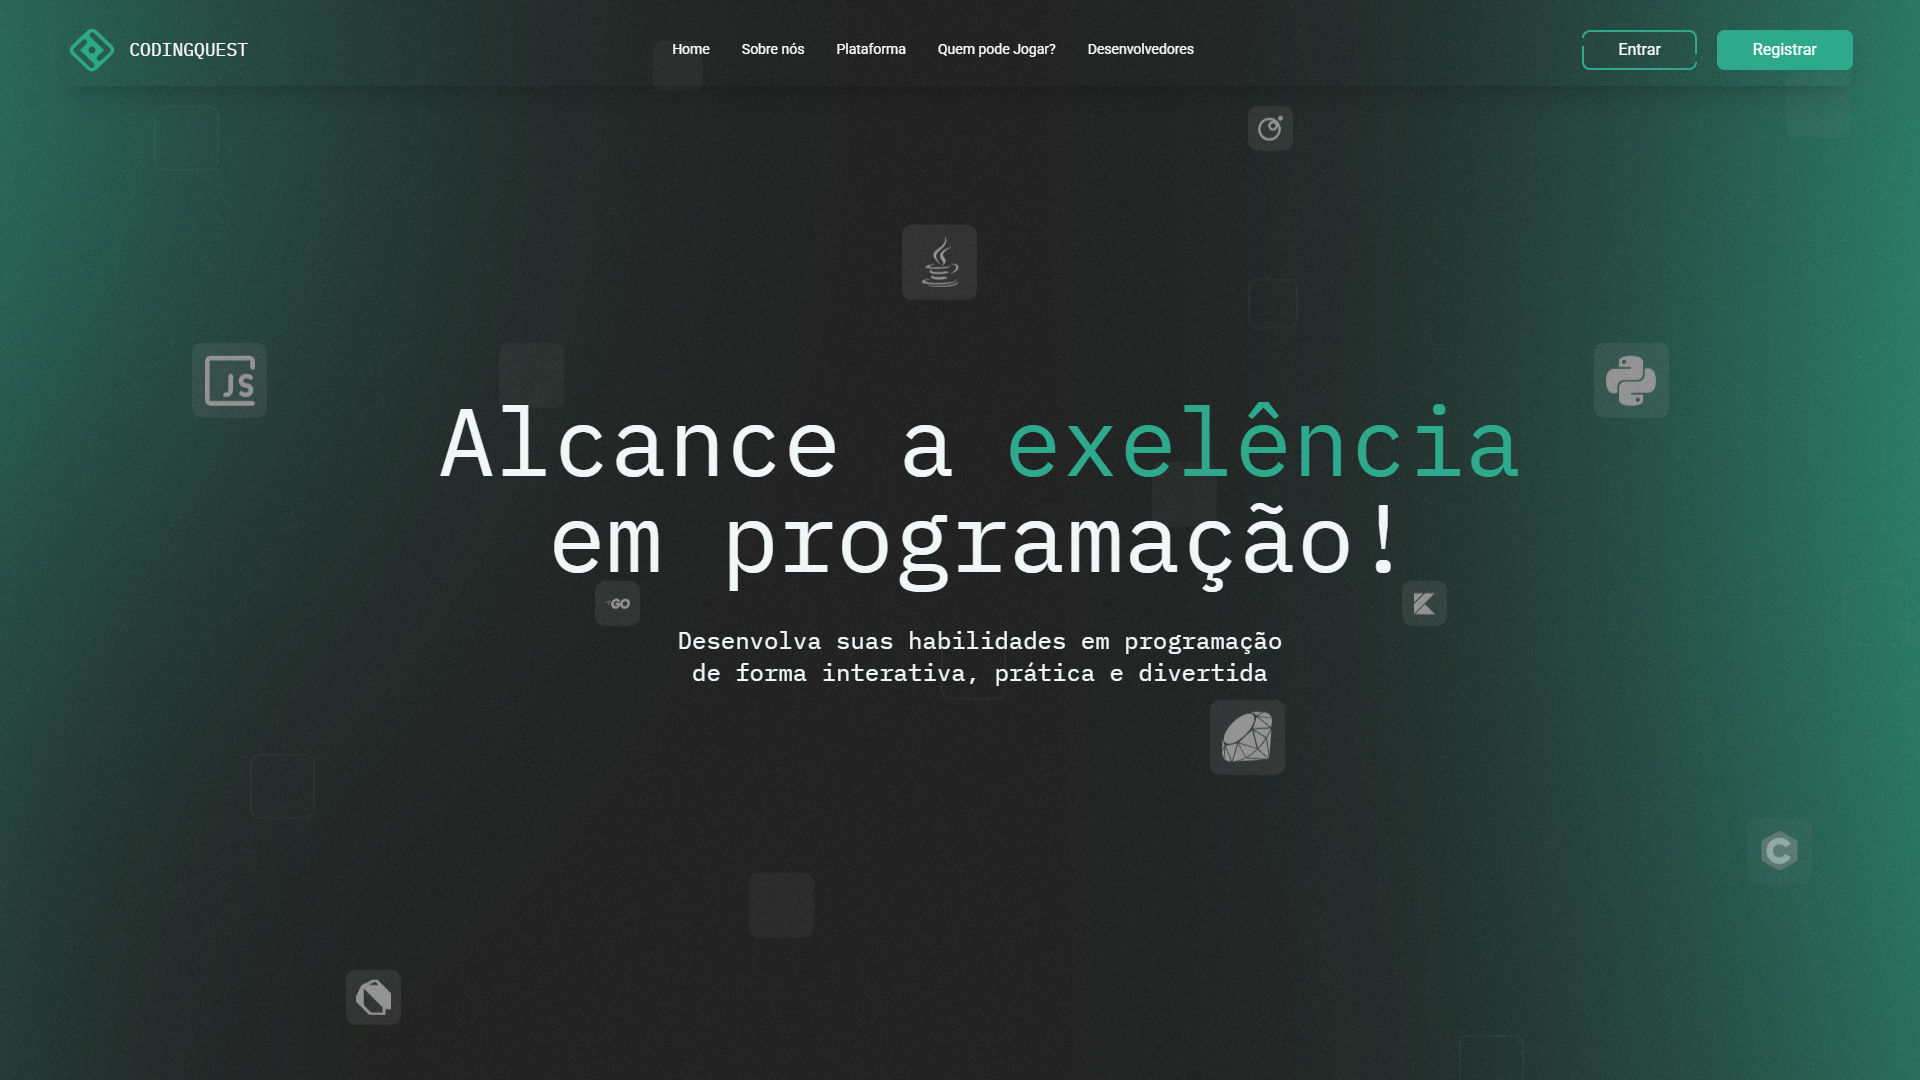 CODINGQUEST
Home
Sobre nós
Plataforma
Quem pode Jogar?
Desenvolvedores
Entrar
Registrar
JS
Alcance a exelência
em programação!
GO
Desenvolva suas habilidades em programação
de forma interativa, prática e divertida
C